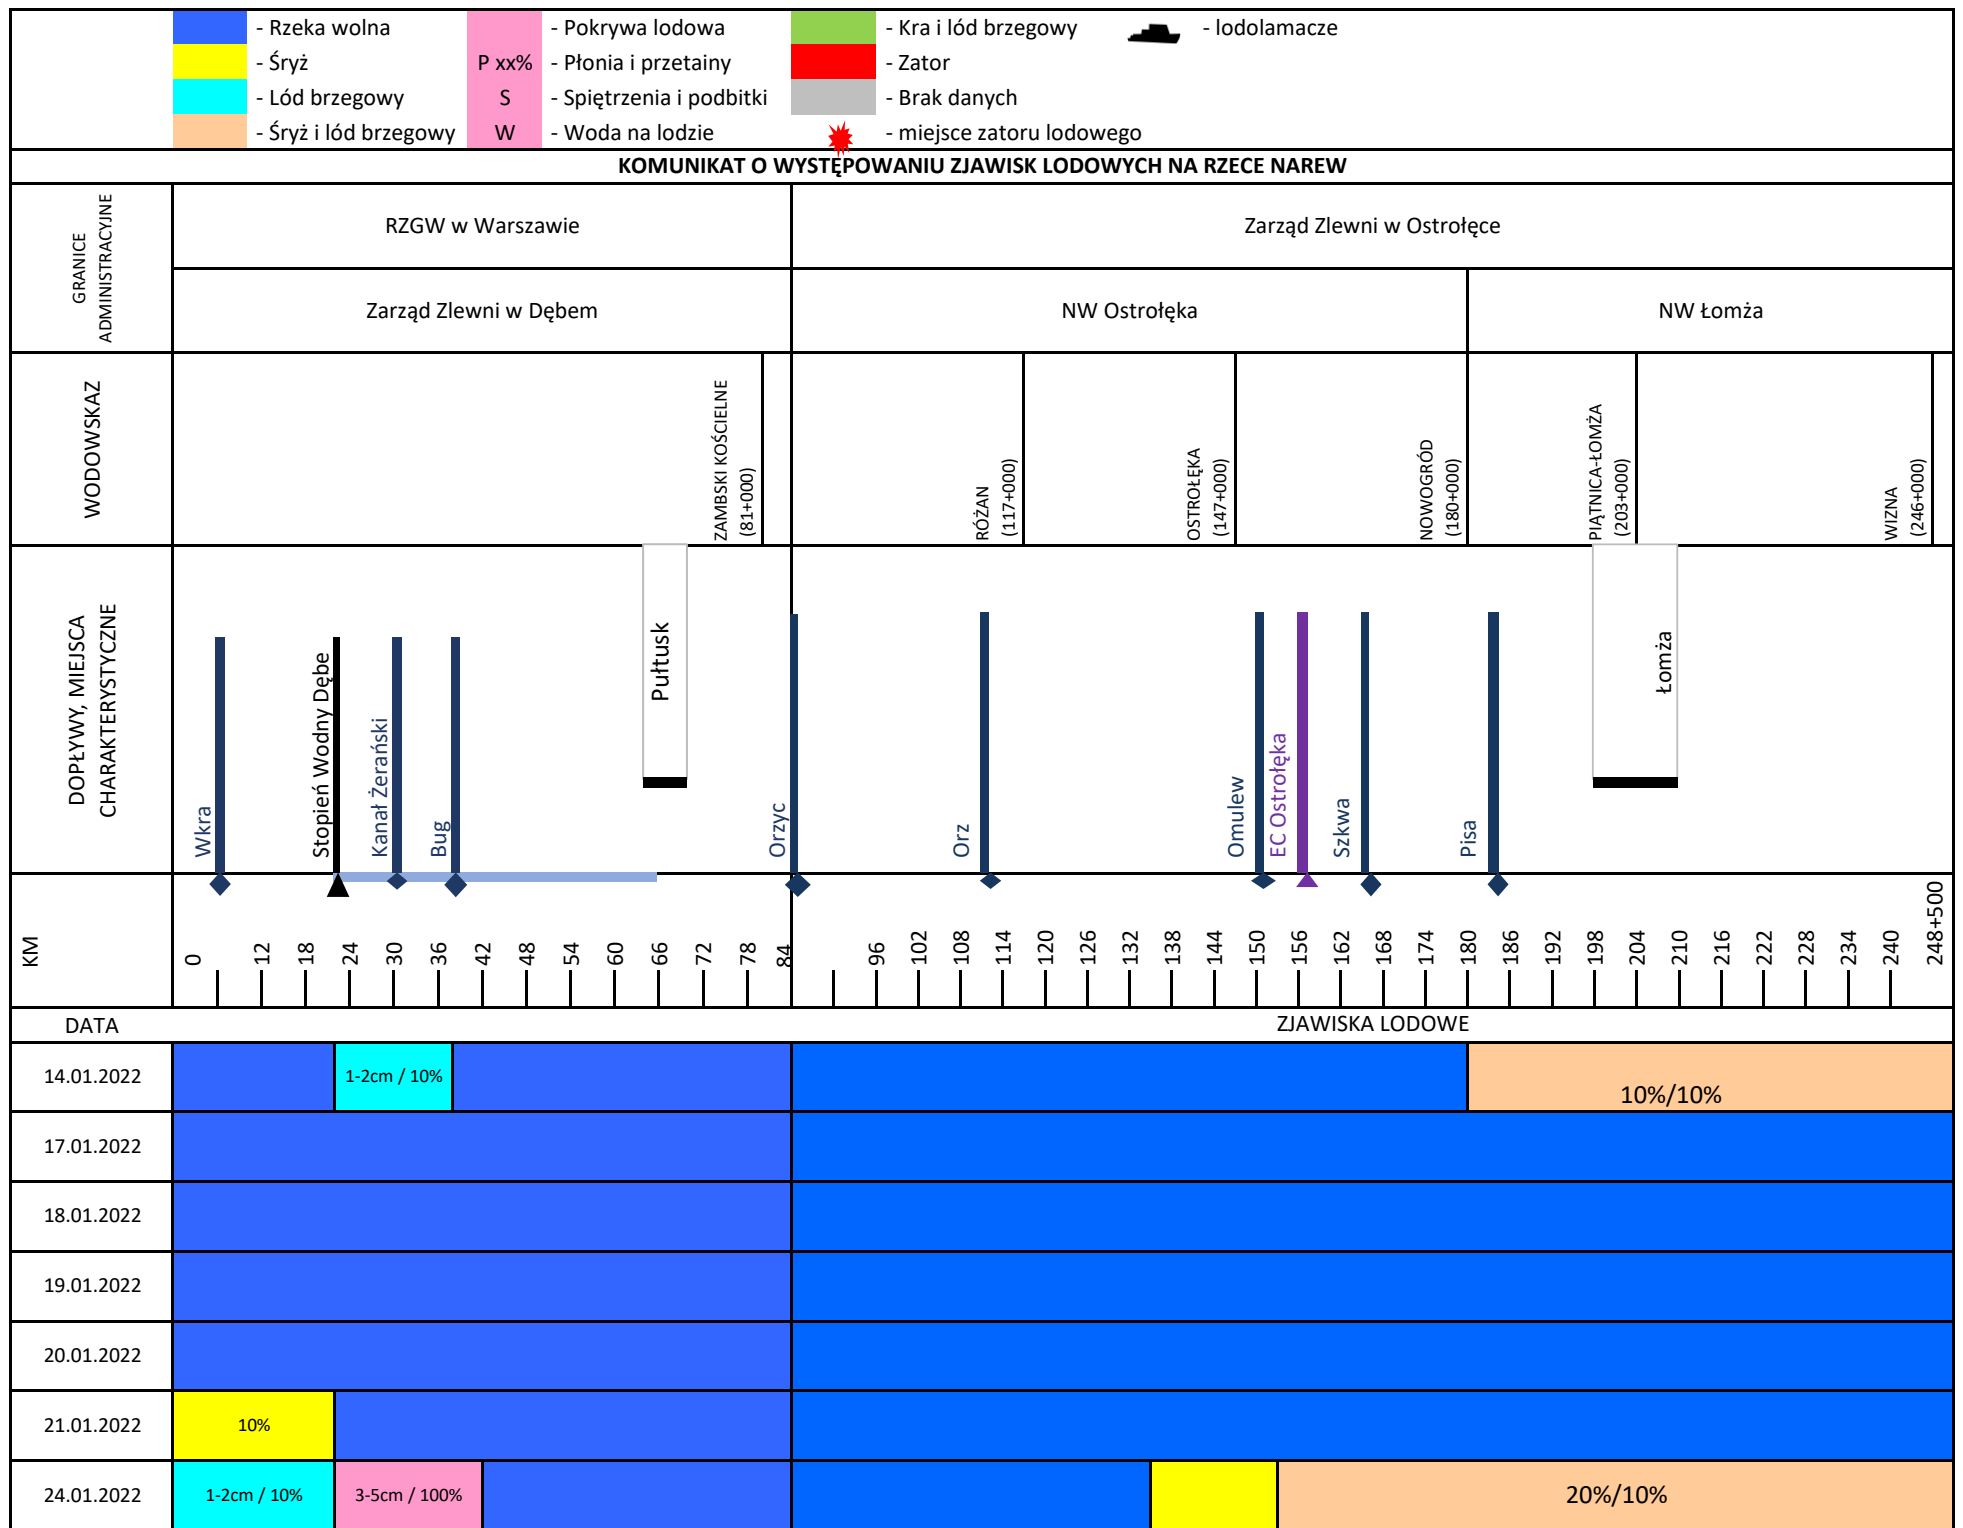 - Rzeka wolna
- Pokrywa lodowa
- Kra i lód brzegowy
- lodolamacze
- Śryż
P xx%
- Płonia i przetainy
- Zator
- Lód brzegowy
S
- Spiętrzenia i podbitki
- Brak danych
- Śryż i lód brzegowy
W
- Woda na lodzie
- miejsce zatoru lodowego
KOMUNIKAT O WYSTĘPOWANIU ZJAWISK LODOWYCH NA RZECE NAREW
GRANICE
ADMINISTRACYJNE
RZGW w Warszawie
Zarząd Zlewni w Ostrołęce
Zarząd Zlewni w Dębem
NW Ostrołęka
NW Łomża
WODOWSKAZ
ZAMBSKI KOŚCIELNE
(81+000)
RÓŻAN
(117+000)
OSTROŁĘKA
(147+000)
NOWOGRÓD
(180+000)
PIĄTNICA-ŁOMŻA
(203+000)
WIZNA
(246+000)
DOPŁYWY, MIEJSCA
CHARAKTERYSTYCZNE
Wkra
Stopień Wodny Dębe
Kanał Żerański
Bug
Pułtusk
Orzyc
Orz
Omulew
EC Ostrołęka
Szkwa
Pisa
Łomża
KM
0
12
18
24
30
36
42
48
54
60
66
72
78
84
96
102
108
114
120
126
132
138
144
150
156
162
168
174
180
186
192
198
204
210
216
222
228
234
240
248+500
DATA
ZJAWISKA LODOWE
14.01.2022
1-2cm / 10%
10%/10%
17.01.2022
18.01.2022
19.01.2022
20.01.2022
21.01.2022
10%
24.01.2022
1-2cm / 10%
3-5cm / 100%
20%/10%